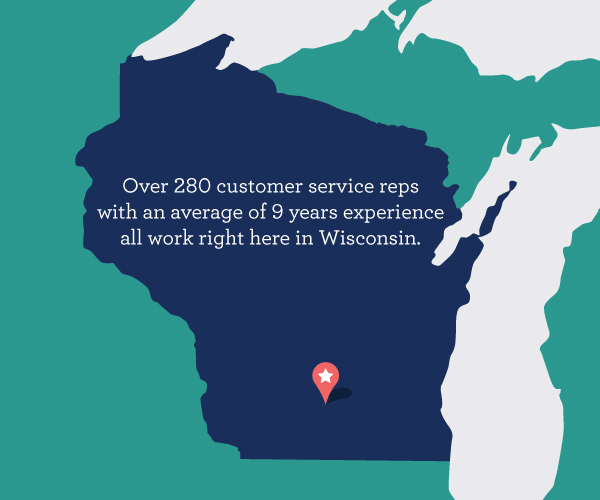 Over 280 customer service reps
with an average of 9 years experience
all work right here in Wisconsin.